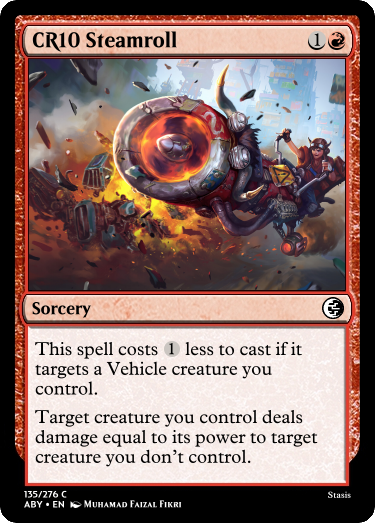 CR10 Steamroll 1
Sorcery
This spell costs 1 less to cast if it
targets a Vehicle creature you
control.
Target creature you control deals
damage equal to its power to target
creature you don't control.
135/276 C
ABY • EN Muhamad Faizal Fikri
Stasis